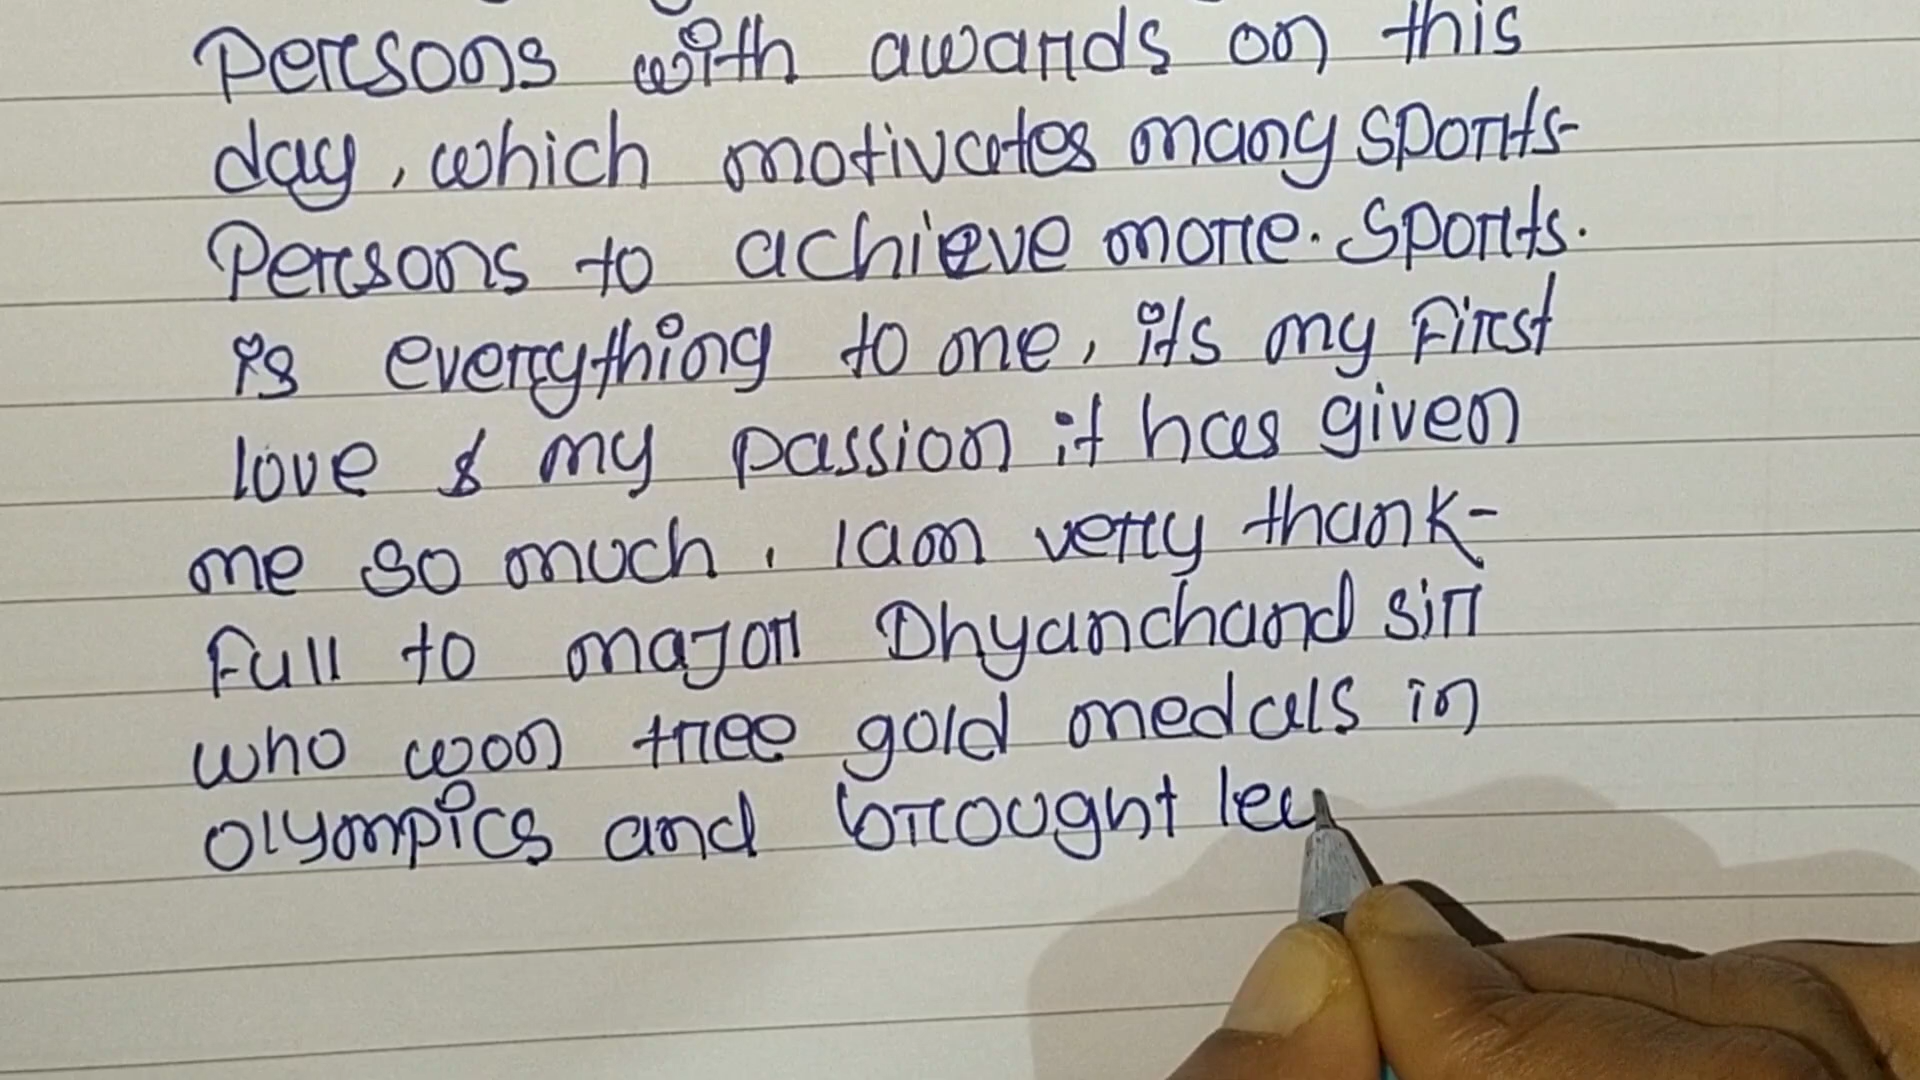 Persons with awards on this
day, which motivates many sports-
Persons to achieve more. Sports.
is everything to me, its my First
love & my passion it has given
me so much. I am very thank-
Full to major Dhyanchand sir
who won tree gold medals in
Olympics and brought lea